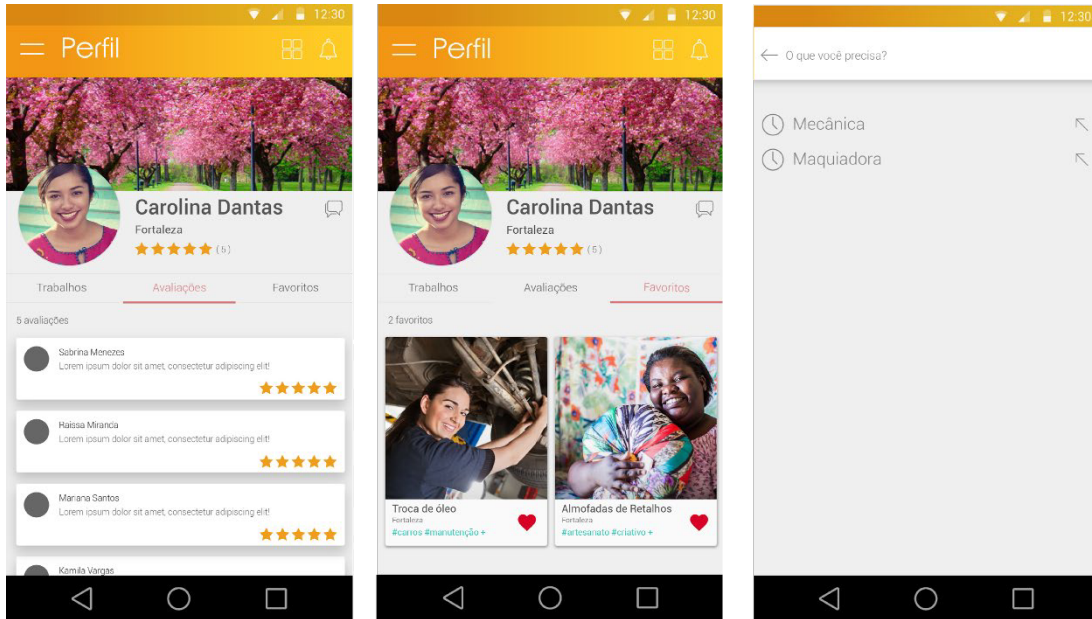 12:30
Perfil
Carolina Dantas
Fortaleza
(5)
Trabalhos Avaliações Favoritos
5 avaliações
Sabrina Menezes
Lorem ipsum dolor sit amet, consectetur adipiscing elit!
Raissa Miranda
Lorem ipsum dolor sit amet, consectetur adipiscing elit!
Mariana Santos
Lorem ipsum dolor sit amet, consectetur adipiscing elit!
Kamila Vargas
12:30
Perfil
Carolina Dantas
Fortaleza
(5)
Trabalhos Avaliações Favoritos
2 favoritos
Troca de óleo
Fortaleza
#carros #manutenção +
Almofadas de Retalhos
Fortaleza
#artesanato #criativo +
12:30
O que você precisa?
Mecânica
Maquiadora